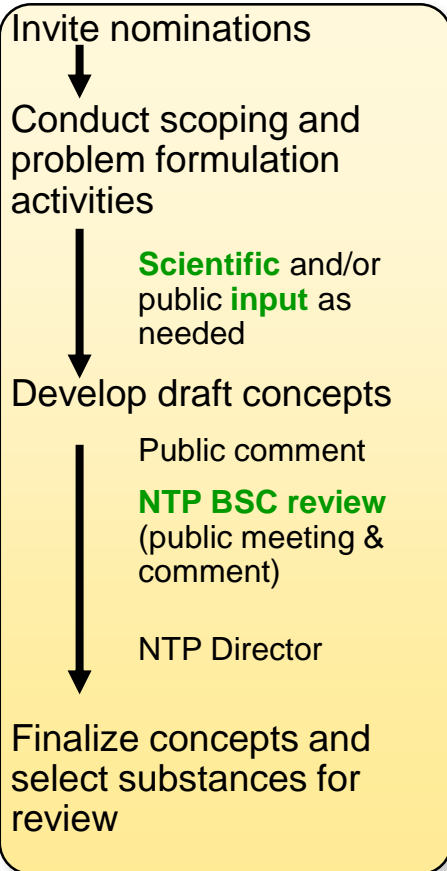 Invite nominations
Conduct scoping and
problem formulation
activities
Scientific and/or
public input as
needed
Develop draft concepts
Public comment
NTP BSC review
(public meeting &
comment)
NTP Director
Finalize concepts and
select substances for
review